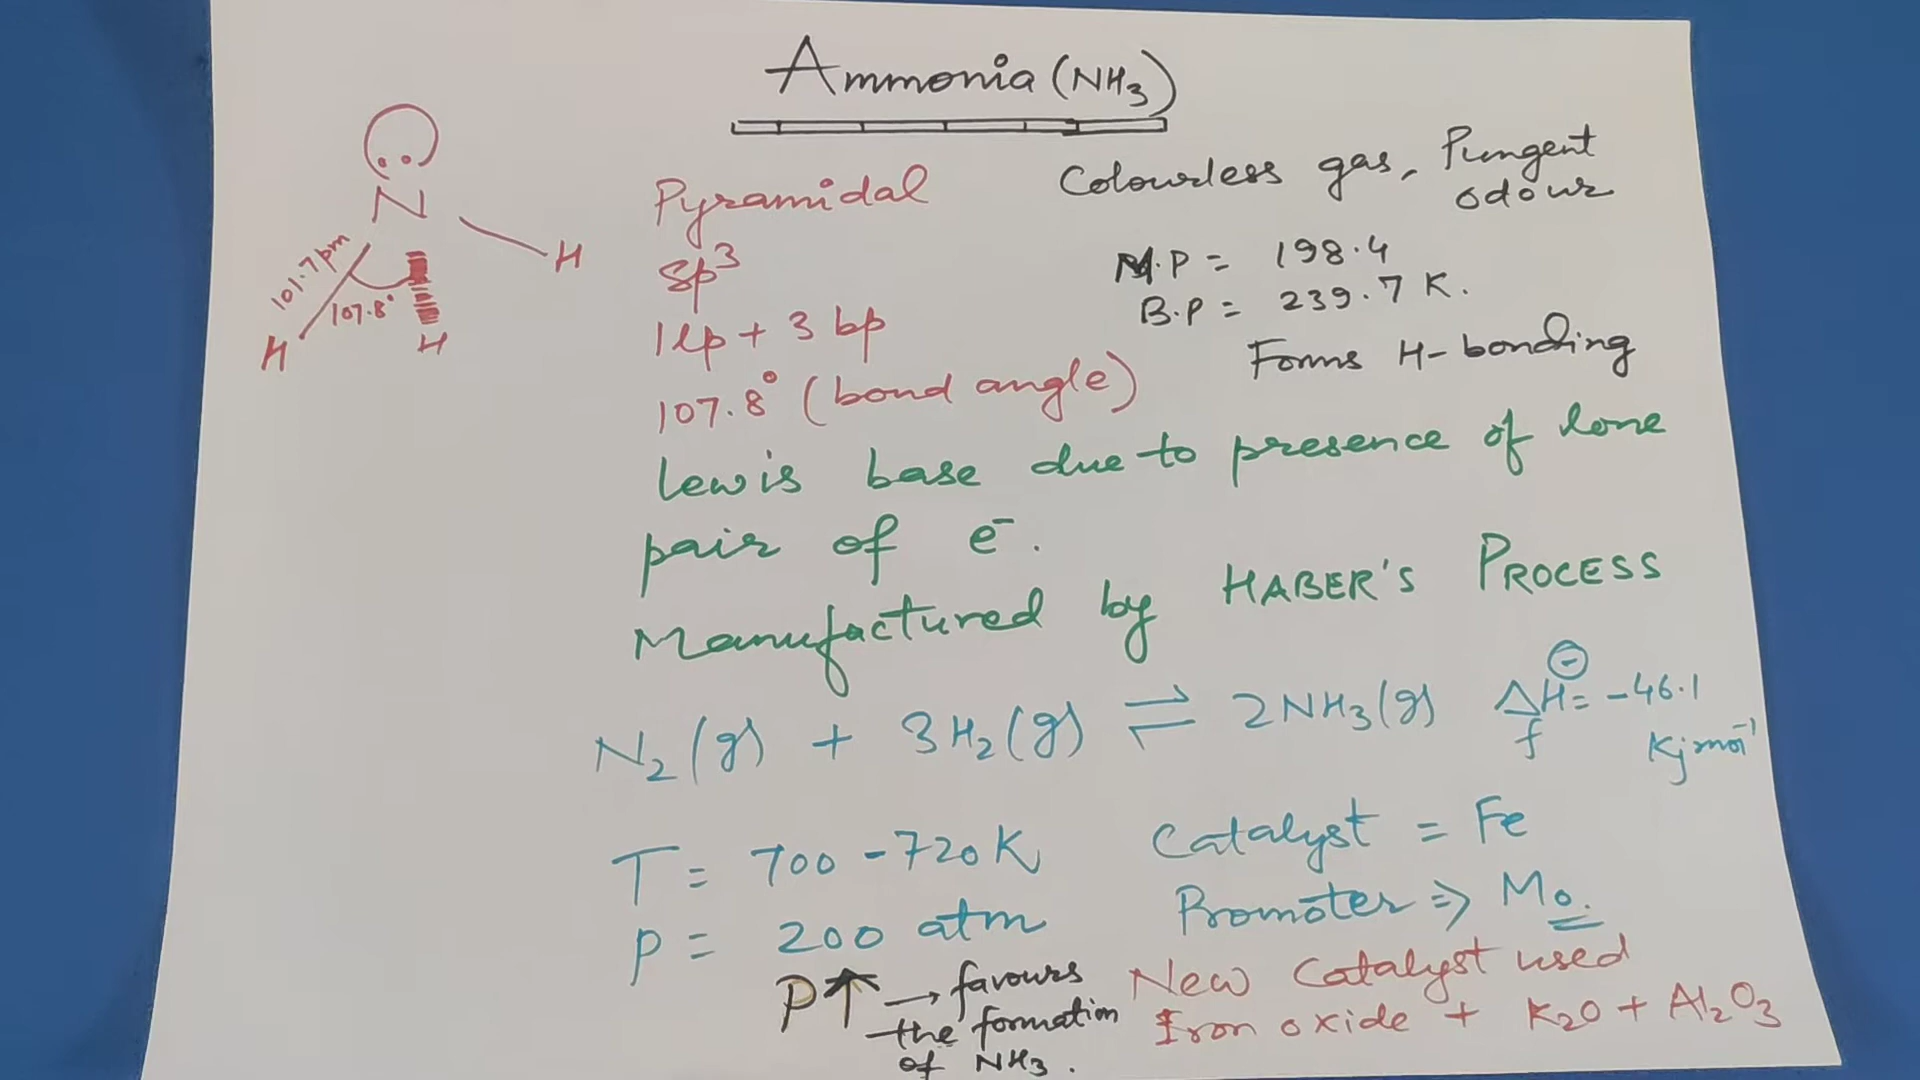 Ammonia (NH3)
N
H
H
H
101.7pm
107.8°
Pyramidal
Sp³
1lp + 3 bp
107.8° (bond angle)
Colourless gas, Pungent
odour
M.P = 198.4
B.P = 239.7 K.
Forms H-bonding
lewis base due to presence of lone
pair of e⁻.
Manufactured by HABER'S PROCESS
N₂(g) + 3H₂(g) ⇌ 2NH₃(g) ΔfH⊖ = -46.1
Kjmol⁻¹
T = 700 - 720K
P = 200 atm
Catalyst = Fe
Promoter ⇒ Mo.
P↑ → favours
the formation
of NH3.
New Catalyst used
Iron oxide + K2O + Al2O3